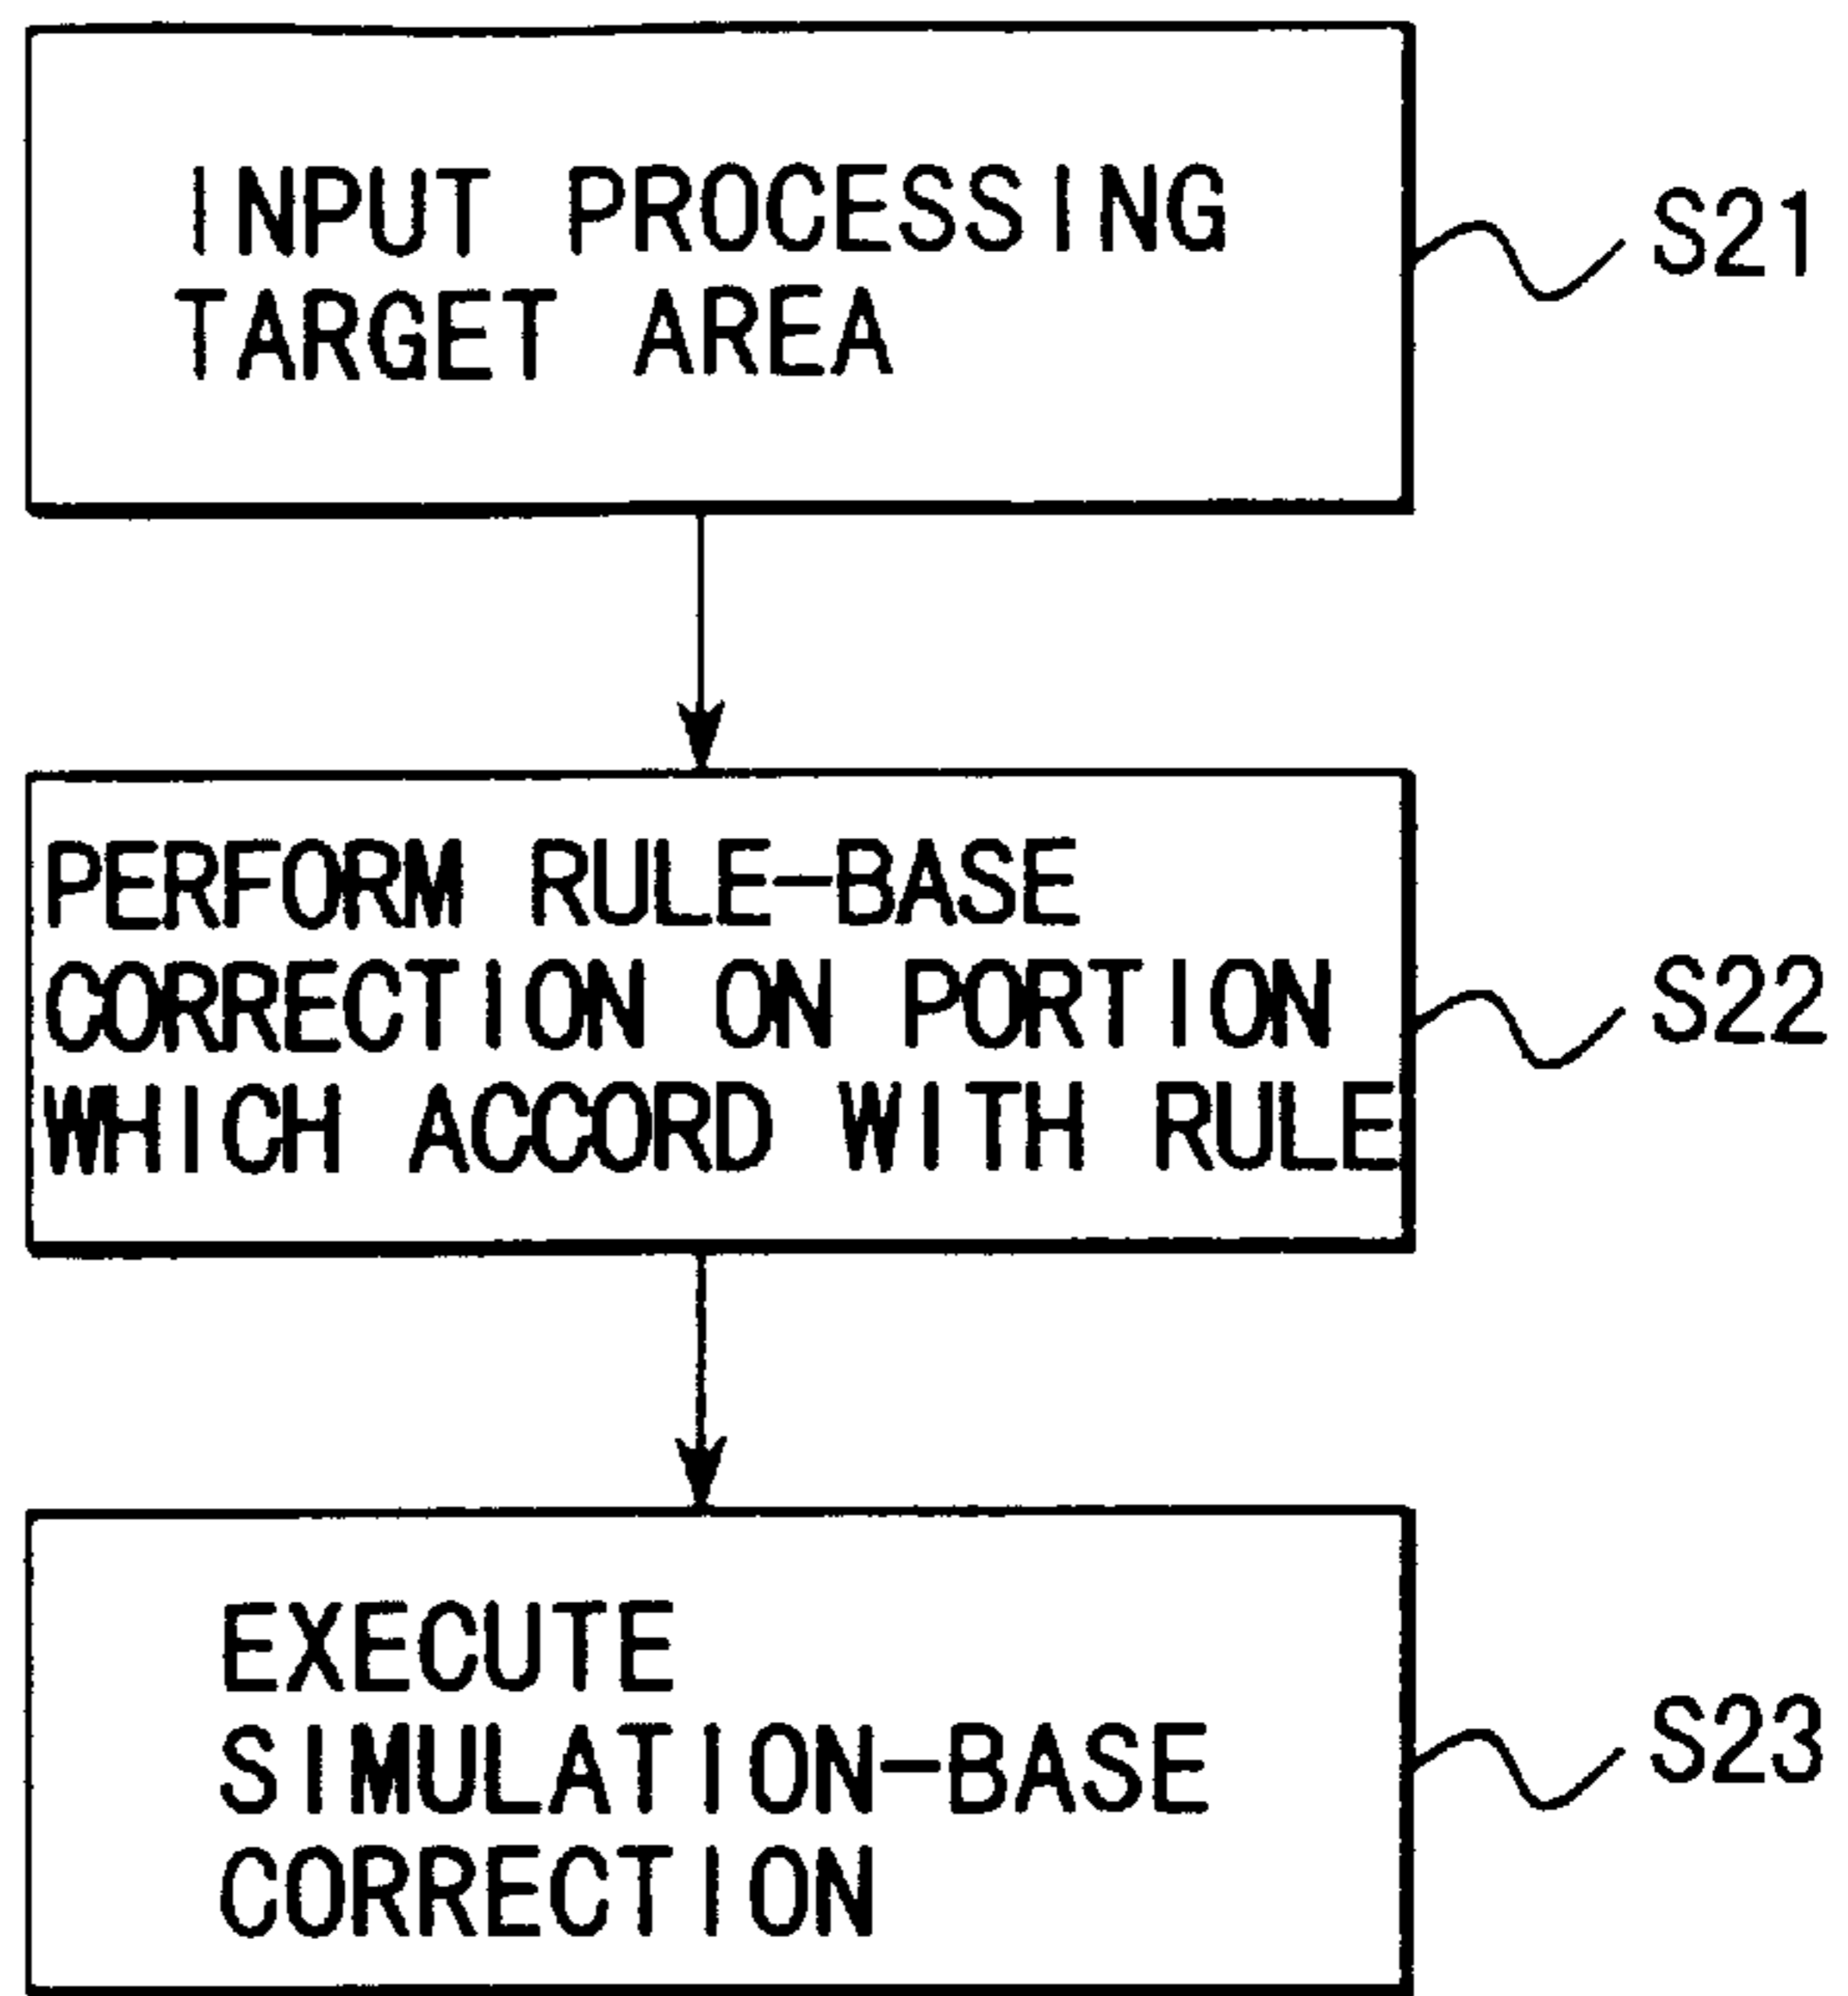 INPUT PROCESSING
TARGET AREA
S21
PERFORM RULE-BASE
CORRECTION ON PORTION
WHICH ACCORD WITH RULE
S22
EXECUTE
SIMULATION-BASE
CORRECTION
S23